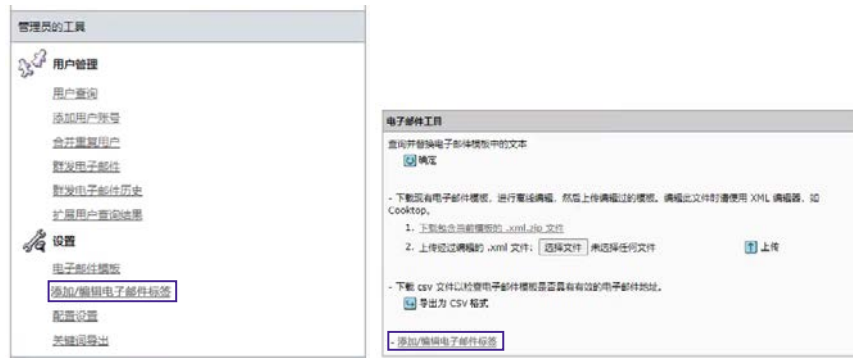 管理员的工具
用户管理
用户查询
添加用户账号
合并重复用户
群发电子邮件
群发电子邮件历史
扩展用户查询结果
设置
电子邮件模板
添加/编辑电子邮件标签
配置设置
关键词导出
电子邮件工具
查询并替换电子邮件模板中的文本
确定
- 下载现有电子邮件模板，进行离线编辑，然后上传编辑过的模板。编辑此文件时请使用 XML 编辑器，如
Cooktop。
1. 下载包含当前模板的 .xml.zip 文件
2. 上传经过编辑的 .xml 文件： 选择文件 未选择任何文件 上传
- 下载 csv 文件以检查电子邮件模板是否具有有效的电子邮件地址。
导出为 CSV 格式
- 添加/编辑电子邮件标签